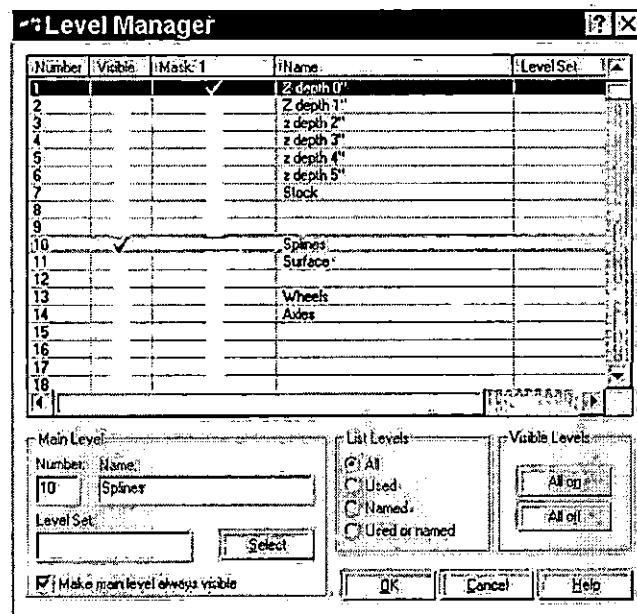 Level Manager
Number Visible Mask: 1 Name Level Set
1 Z depth 0"
2 Z depth 1"
3 z depth 2"
4 z depth 3"
5 z depth 4"
6 z depth 5"
7 Stock
8
9
10 Splines
11 Surface
12
13 Wheels
14 Axles
15
16
17
18
Main Level
Number: Name:
10 Splines
Level Set:
Select
Make main level always visible
List Levels
All
Used
Named
Used or named
Visible Levels
All on
All off
OK Cancel Help